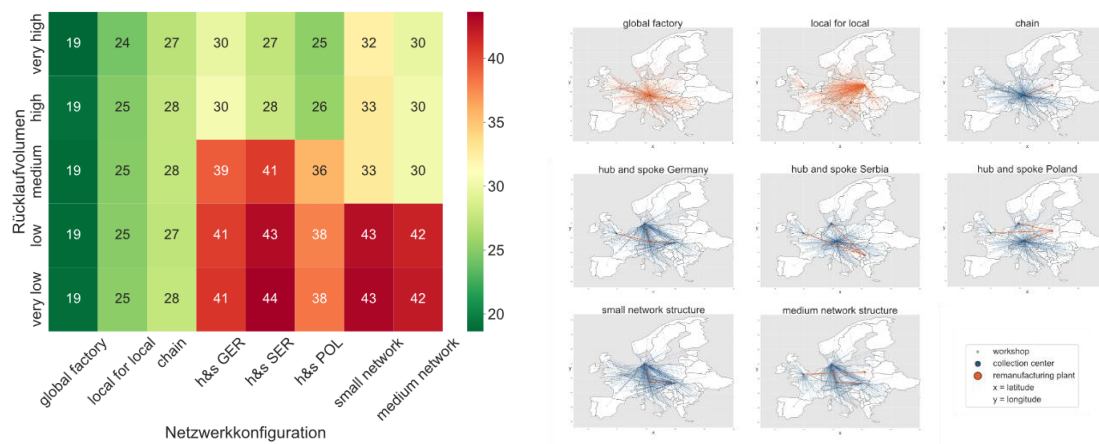 very high
high
medium
low
very low
Rücklaufvolumen
19 24 27 30 27 25 32 30
19 25 28 30 28 26 33 30
19 25 28 39 41 36 33 30
19 25 27 41 43 38 43 42
19 25 28 41 44 38 43 42
global factory
local for local
chain
h&s GER
h&s SER
h&s POL
small network
medium network
Netzwerkkonfiguration
40
35
30
25
20
global factory
local for local
chain
hub and spoke Germany
hub and spoke Serbia
hub and spoke Poland
small network structure
medium network structure
workshop
collection center
remanufacturing plant
x = latitude
y = longitude